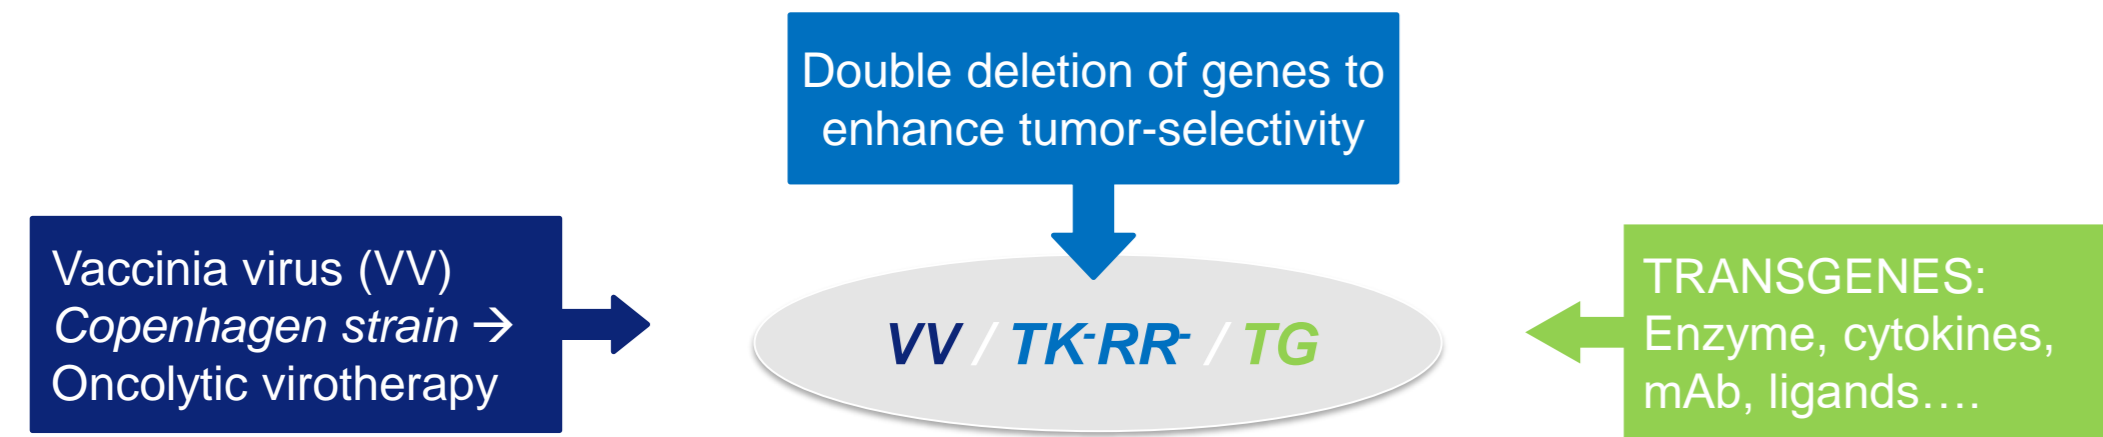 Double deletion of genes to
enhance tumor-selectivity
Vaccinia virus (VV)
Copenhagen strain →
Oncolytic virotherapy
VV / TK⁻RR⁻ / TG
TRANSGENES:
Enzyme, cytokines,
mAb, ligands….